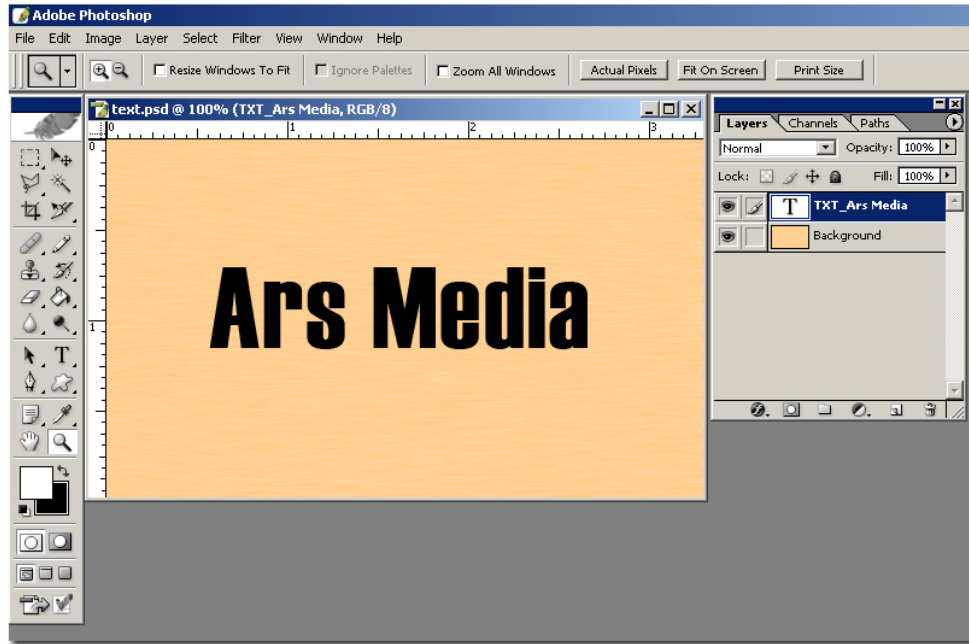 Adobe Photoshop
File Edit Image Layer Select Filter View Window Help
Resize Windows To Fit Ignore Palettes Zoom All Windows Actual Pixels Fit On Screen Print Size
text.psd @ 100% (TXT_Ars Media, RGB/8)
0 1 2 3
0
1
Ars Media
Layers Channels Paths
Normal Opacity: 100%
Lock: Fill: 100%
T TXT_Ars Media
Background
T